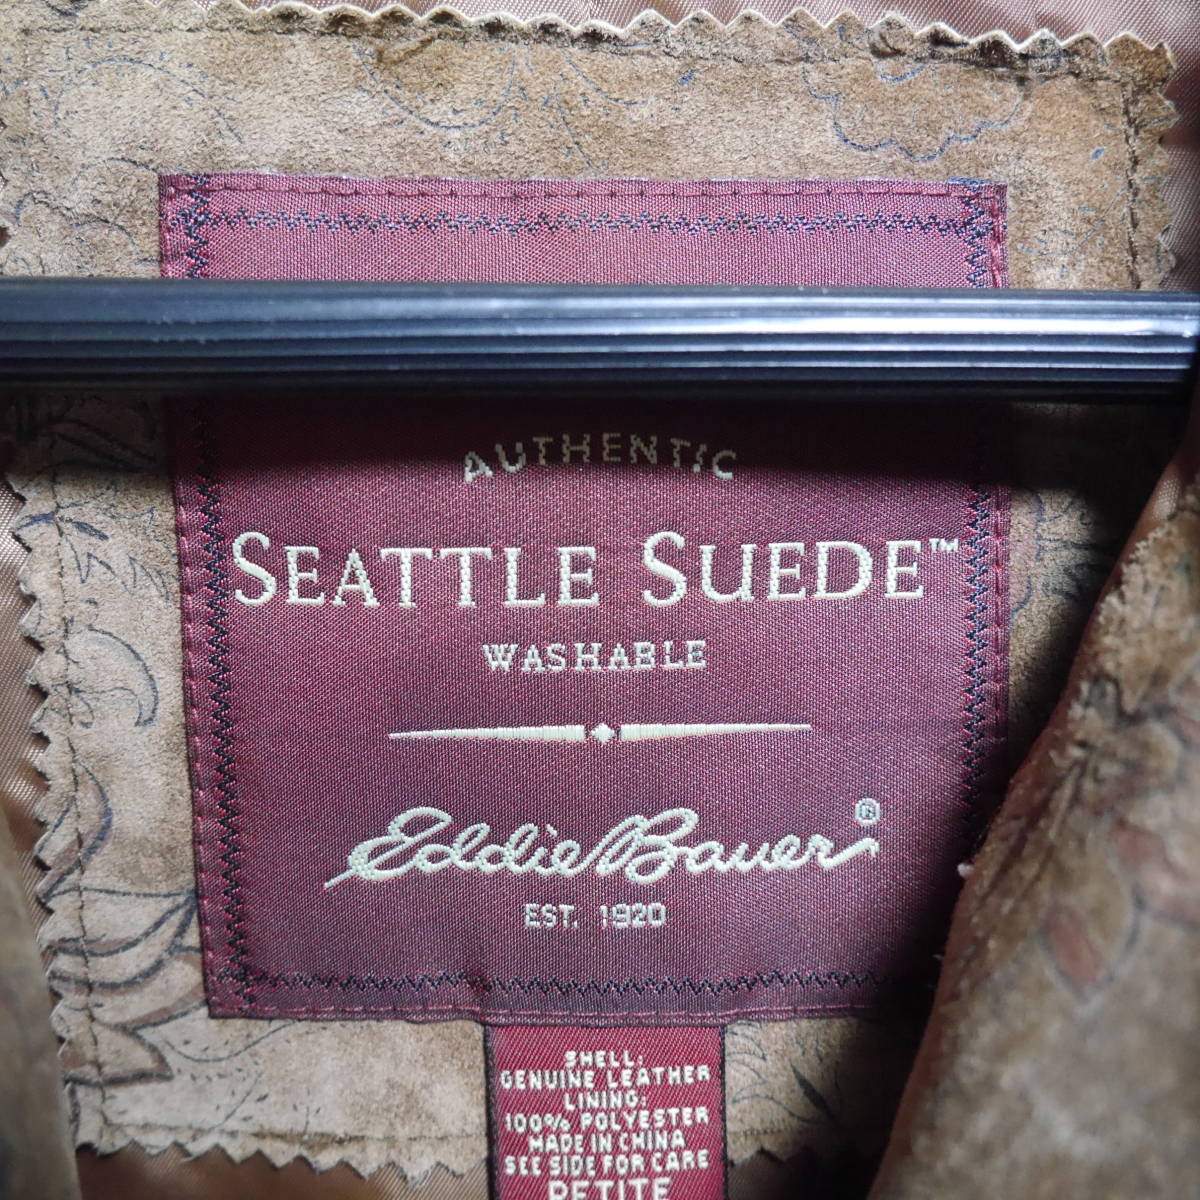 AUTHENTIC
SEATTLE SUEDE™
WASHABLE
Eddie Bauer®
EST. 1920
SHELL:
GENUINE LEATHER
LINING:
100% POLYESTER
MADE IN CHINA
SEE SIDE FOR CARE
PETITE